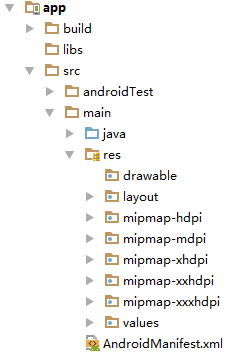 app
build
libs
src
androidTest
main
java
res
drawable
layout
mipmap-hdpi
mipmap-mdpi
mipmap-xhdpi
mipmap-xxhdpi
mipmap-xxxhdpi
values
AndroidManifest.xml